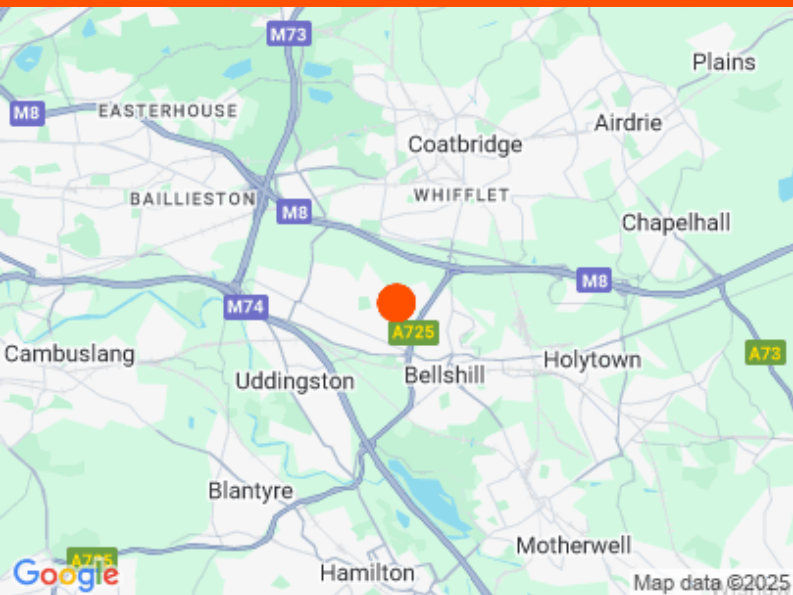 M73
Plains
M8
EASTERHOUSE
Airdrie
Coatbridge
BAILLIESTON
WHIFFLET
M8
Chapelhall
M8
M74
A725
Cambuslang
Holytown
A73
Uddingston
Bellshill
Blantyre
Motherwell
A725
Google
Hamilton
Map data ©2025